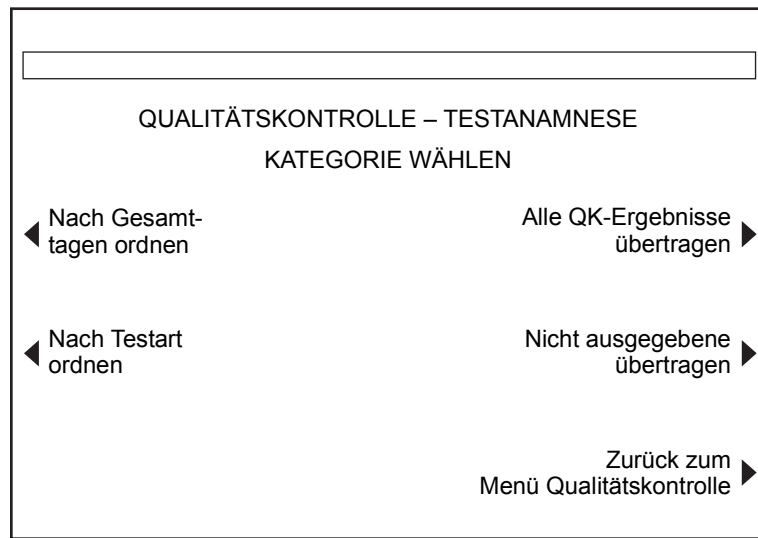 QUALITÄTSKONTROLLE – TESTANAMNESE
KATEGORIE WÄHLEN
Nach Gesamt-
tagen ordnen
Alle QK-Ergebnisse
übertragen
Nach Testart
ordnen
Nicht ausgegebene
übertragen
Zurück zum
Menü Qualitätskontrolle